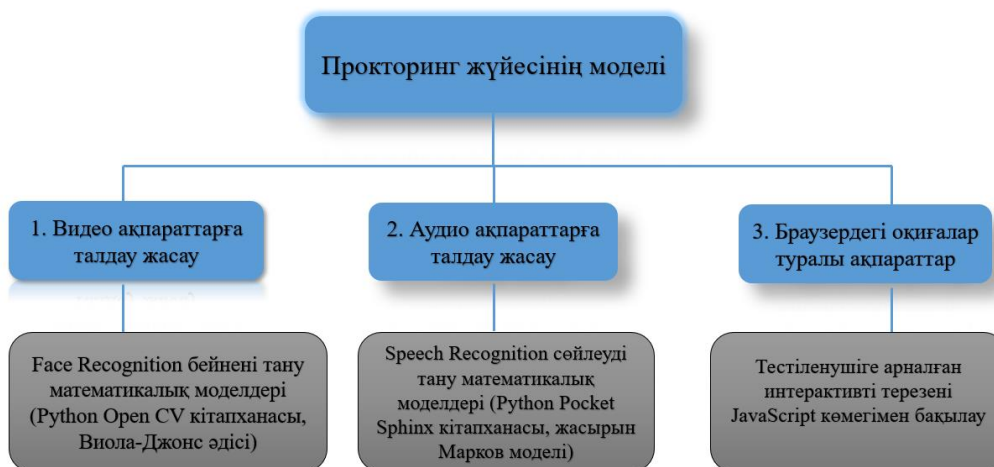 Прокторинг жүйесінің моделі
1. Видео ақпараттарға
талдау жасау
2. Аудио ақпараттарға
талдау жасау
3. Браузердегі оқиғалар
туралы ақпараттар
Face Recognition бейнені тану
математикалық моделдері
(Python Open CV кітапханасы,
Виола-Джонс әдісі)
Speech Recognition сөйлеуді
тану математикалық
моделдері (Python Pocket
Sphinx кітапханасы, жасырын
Марков моделі)
Тестіленушіге арналған
интерактивті терезені
JavaScript көмегімен бақылау